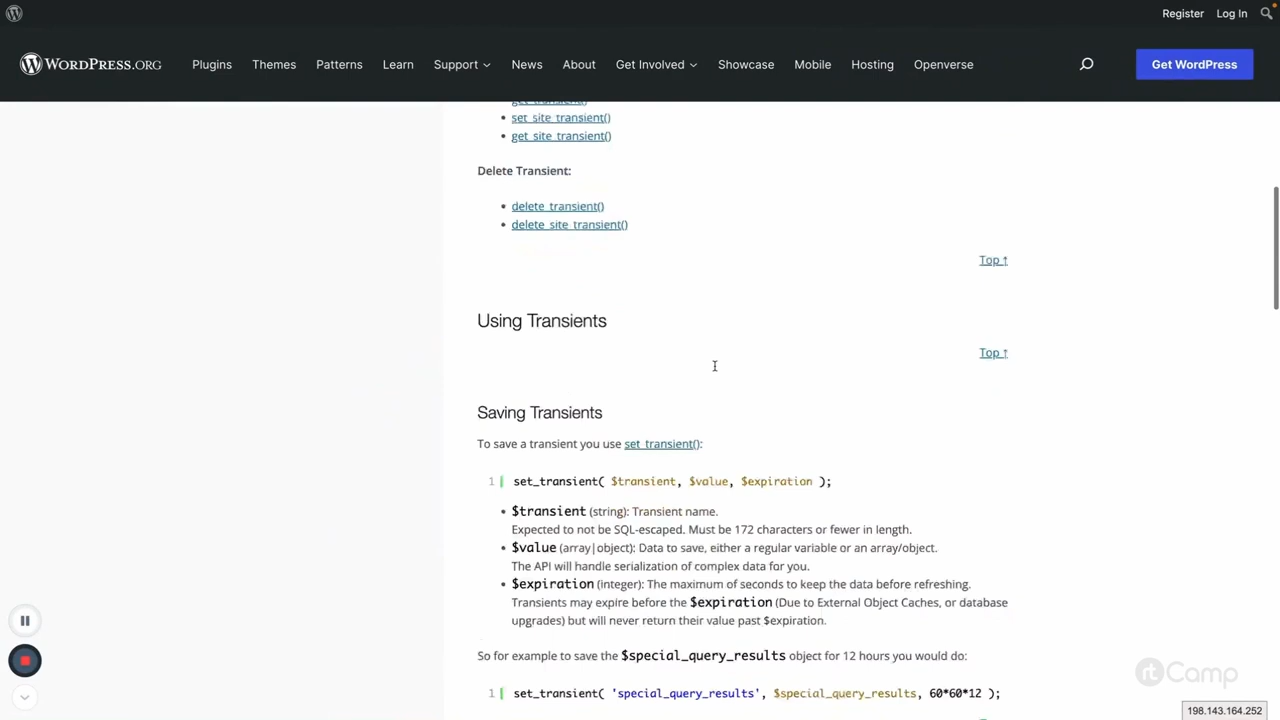 Register Log In
WORDPRESS.ORG Plugins Themes Patterns Learn Support News About Get Involved Showcase Mobile Hosting Openverse Get WordPress
get_transient()
set_site_transient()
get_site_transient()
Delete Transient:
delete_transient()
delete_site_transient()
Top ↑
Using Transients
Top ↑
Saving Transients
To save a transient you use set_transient():
1 set_transient( $transient, $value, $expiration );
$transient (string): Transient name.
Expected to not be SQL-escaped. Must be 172 characters or fewer in length.
$value (array|object): Data to save, either a regular variable or an array/object.
The API will handle serialization of complex data for you.
$expiration (integer): The maximum of seconds to keep the data before refreshing.
Transients may expire before the $expiration (Due to External Object Caches, or database
upgrades) but will never return their value past $expiration.
So for example to save the $special_query_results object for 12 hours you would do:
1 set_transient( 'special_query_results', $special_query_results, 60*60*12 );
rtCamp
198.143.164.252